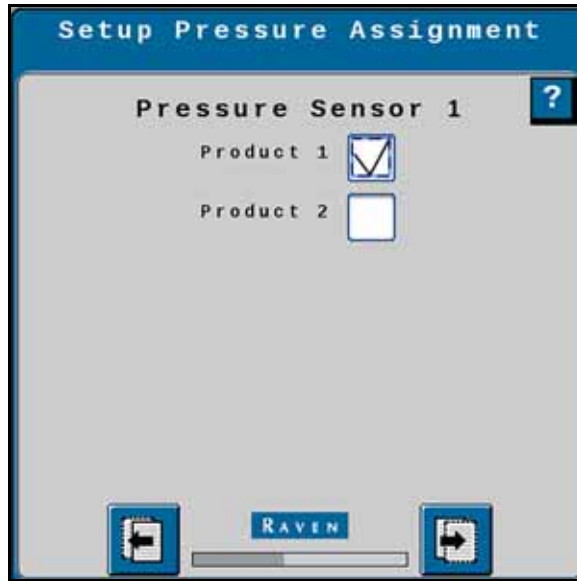 Setup Pressure Assignment
?
Pressure Sensor 1
Product 1
Product 2
RAVEN